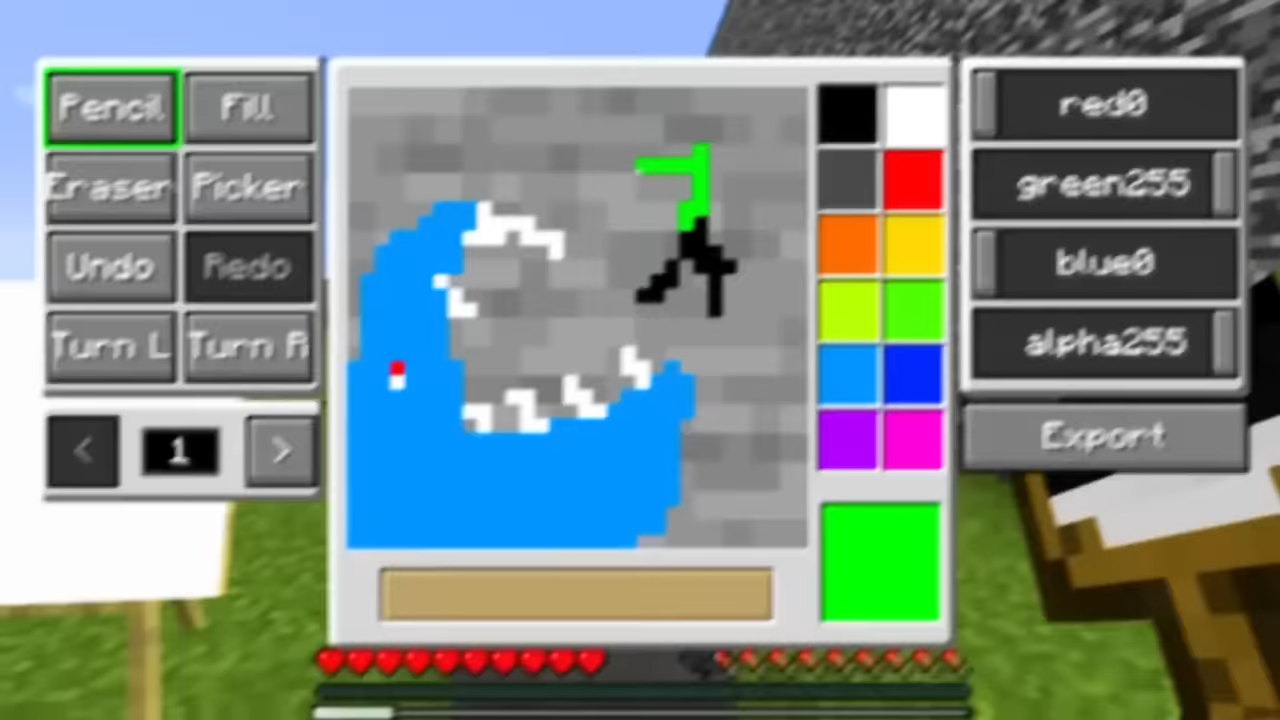 Pencil Fill
Eraser Picker
Undo Redo
Turn L Turn R
< 1 >
red0
green255
blue0
alpha255
Export